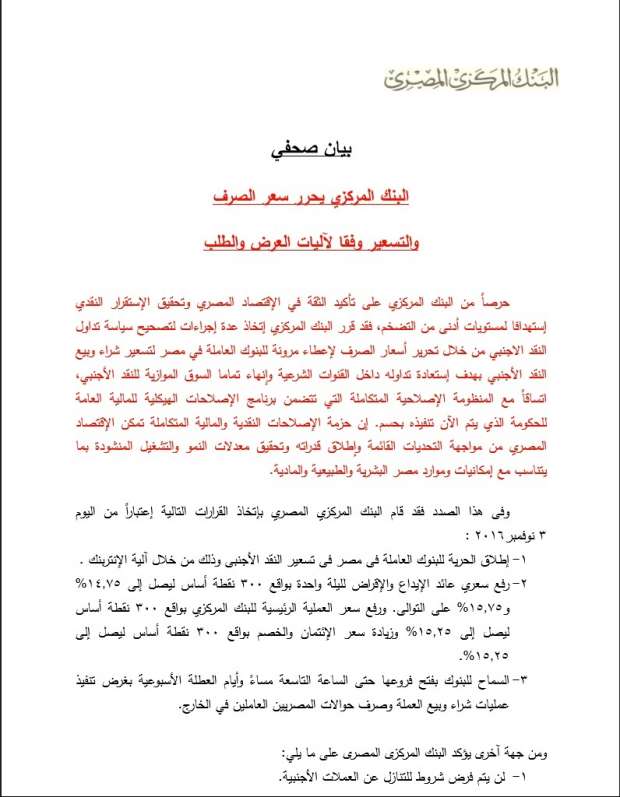 البنك المركزي المصري
بيان صحفي
البنك المركزي يحرر سعر الصرف
والتسعير وفقا لآليات العرض والطلب
حرصاً من البنك المركزي على تأكيد الثقة في الإقتصاد المصري وتحقيق الإستقرار النقدي
إستهدافا لمستويات أدنى من التضخم، فقد قرر البنك المركزي إتخاذ عدة إجراءات لتصحيح سياسة تداول
النقد الاجنبي من خلال تحرير أسعار الصرف لإعطاء مرونة للبنوك العاملة في مصر لتسعير شراء وبيع
النقد الأجنبي بهدف إستعادة تداوله داخل القنوات الشرعية وإنهاء تماما السوق الموازية للنقد الأجنبي،
اتساقاً مع المنظومة الإصلاحية المتكاملة التي تتضمن برنامج الإصلاحات الهيكلية للمالية العامة
للحكومة الذي يتم الآن تنفيذه بحسم. إن حزمة الإصلاحات النقدية والمالية المتكاملة تمكن الإقتصاد
المصري من مواجهة التحديات القائمة وإطلاق قدراته وتحقيق معدلات النمو والتشغيل المنشودة بما
يتناسب مع إمكانيات وموارد مصر البشرية والطبيعية والمادية.
وفى هذا الصدد فقد قام البنك المركزي المصري بإتخاذ القرارات التالية إعتباراً من اليوم
٣ نوفمبر ٢٠١٦ :
١- إطلاق الحرية للبنوك العاملة فى مصر فى تسعير النقد الأجنبى وذلك من خلال آلية الإنتربنك .
٢- رفع سعري عائد الإيداع والإقراض لليلة واحدة بواقع ٣٠٠ نقطة أساس ليصل إلى ١٤,٧٥%
و١٥,٧٥% على التوالى. ورفع سعر العملية الرئيسية للبنك المركزي بواقع ٣٠٠ نقطة أساس
ليصل إلى ١٥,٢٥% وزيادة سعر الإئتمان والخصم بواقع ٣٠٠ نقطة أساس ليصل إلى
١٥,٢٥%.
٣- السماح للبنوك بفتح فروعها حتى الساعة التاسعة مساءً وأيام العطلة الأسبوعية بغرض تنفيذ
عمليات شراء وبيع العملة وصرف حوالات المصريين العاملين في الخارج.
ومن جهة آخرى يؤكد البنك المركزى المصرى على ما يلي:
١- لن يتم فرض شروط للتنازل عن العملات الأجنبية.